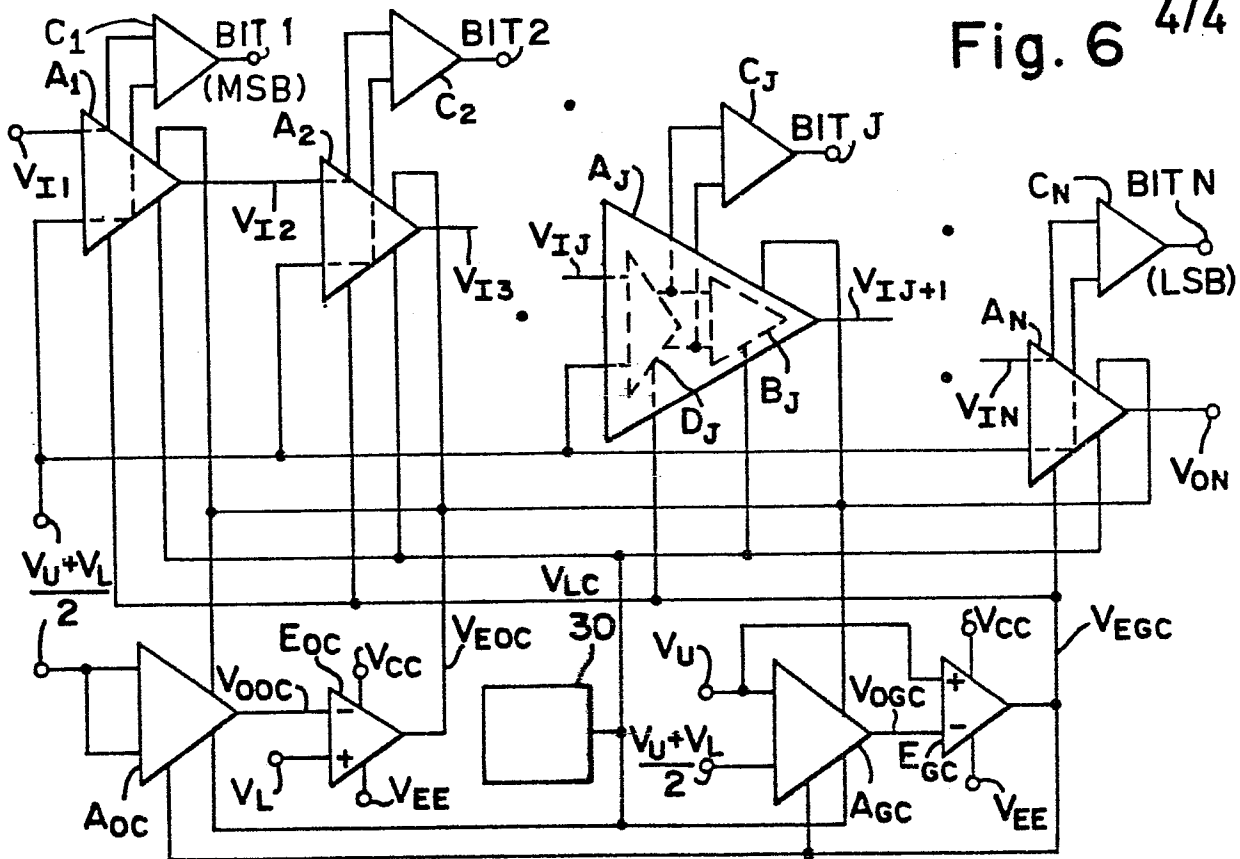 Fig. 6 4/4
C1 BIT 1 (MSB)
A1
VI1
C2 BIT 2
A2
VI2
VI3
CJ BIT J
AJ
VIJ
VIJ+1
DJ
BJ
CN BIT N
(LSB)
AN
VIN
VON
VU+VL
2
VLC
30
AOC
VOOC
EOC
VCC
VEOC
-
+
VL
VEE
VU
VU+VL
2
VOGC
AGC
+
-
EGC
VCC
VEE
VEGC